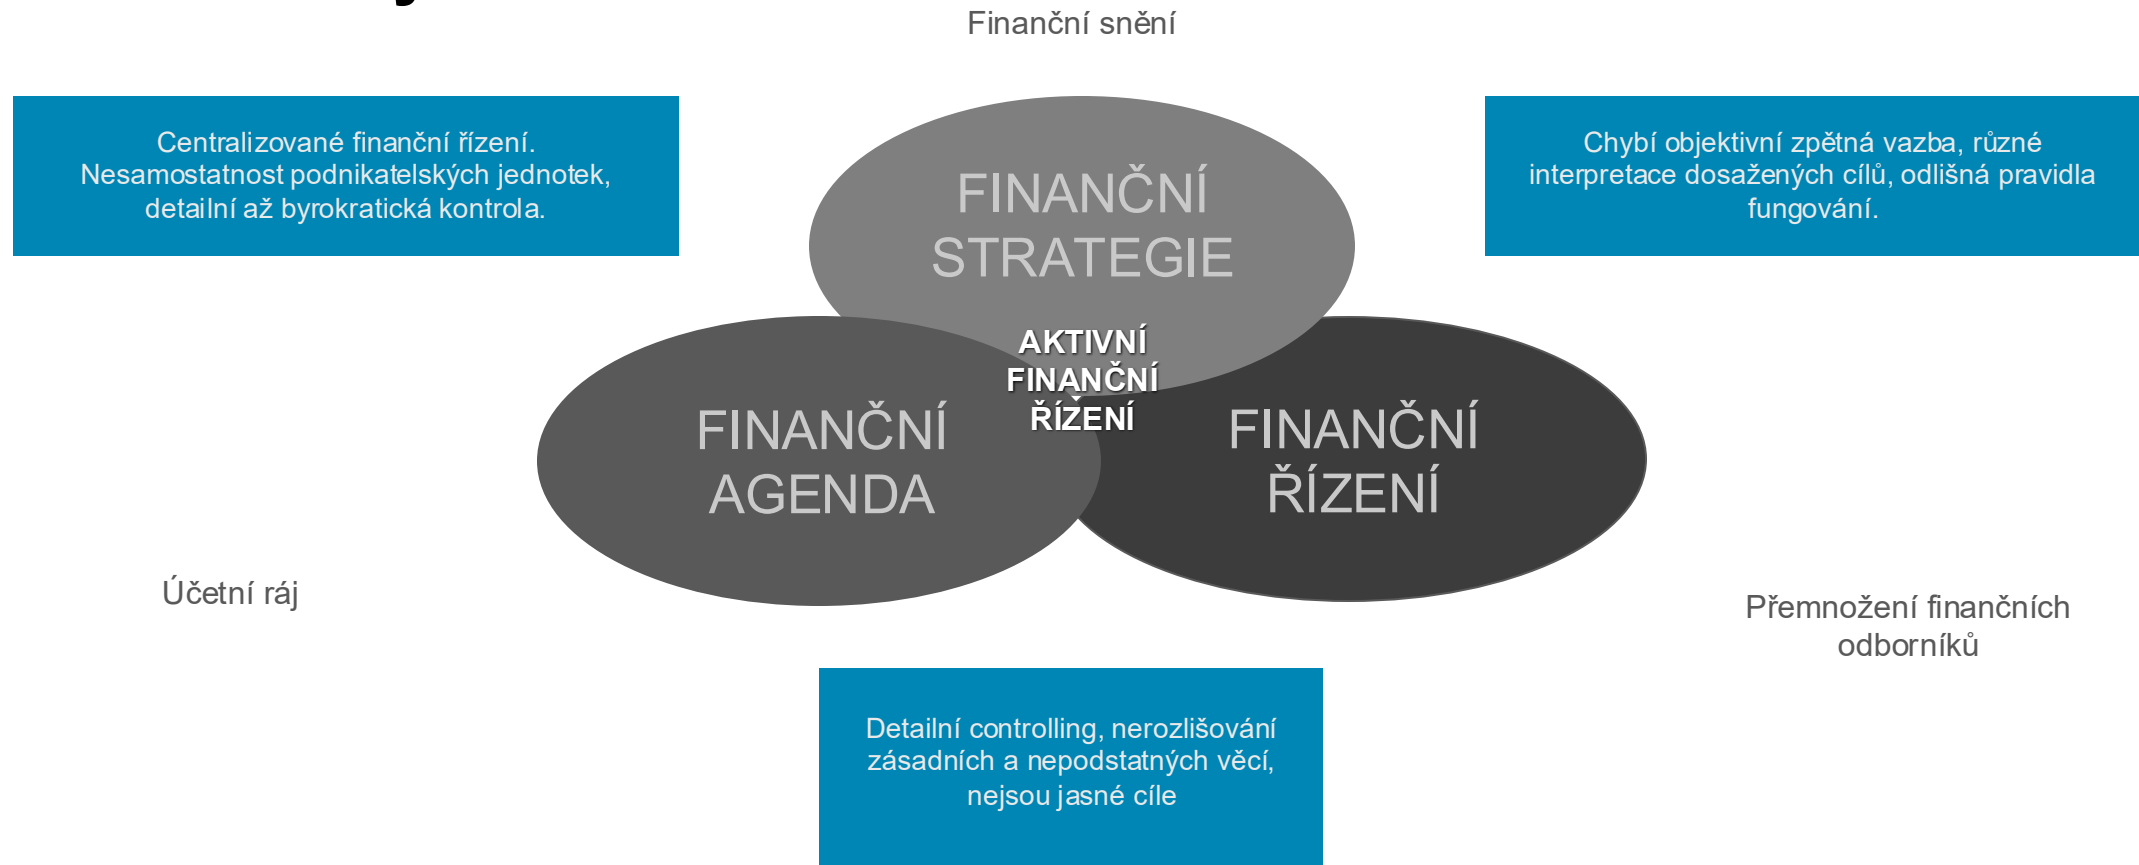 Finanční snění
Centralizované finanční řízení.
Nesamostatnost podnikatelských jednotek,
detailní až byrokratická kontrola.
Chybí objektivní zpětná vazba, různé
interpretace dosažených cílů, odlišná pravidla
fungování.
FINANČNÍ
STRATEGIE
AKTIVNÍ
FINANČNÍ
ŘÍZENÍ
FINANČNÍ
AGENDA
FINANČNÍ
ŘÍZENÍ
Účetní ráj
Přemnožení finančních
odborníků
Detailní controlling, nerozlišování
zásadních a nepodstatných věcí,
nejsou jasné cíle